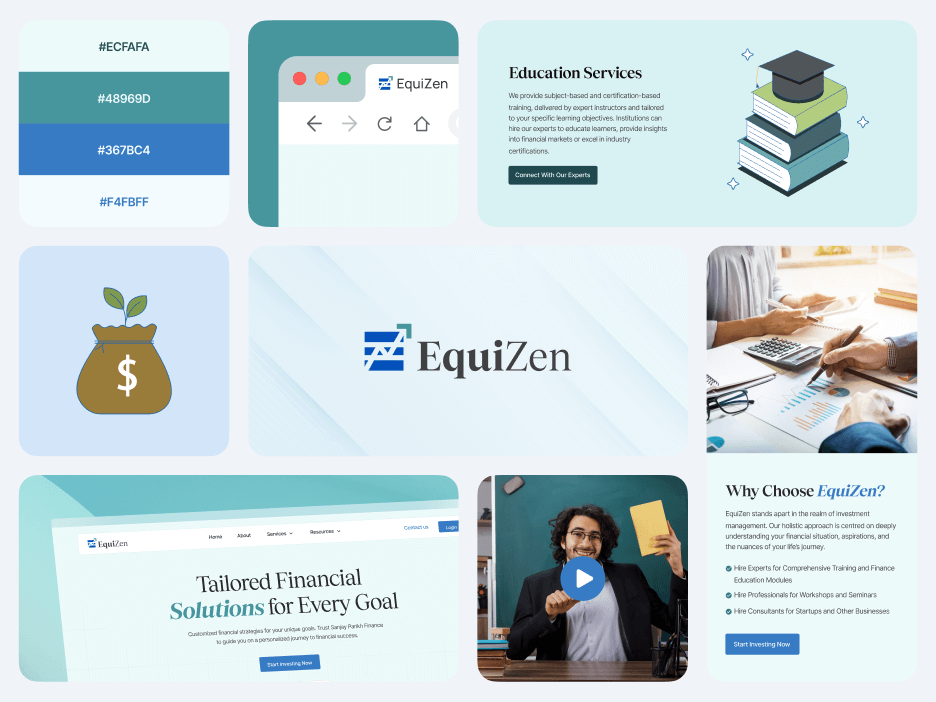 #ECFAFA
#48969D
#367BC4
#F4FBFF
EquiZen
Education Services
We provide subject-based and certification-based
training, delivered by expert instructors and tailored
to your specific learning objectives. Institutions can
hire our experts to educate learners, provide insights
into financial markets or excel in industry
certifications.
Connect With Our Experts
$
EquiZen
Why Choose EquiZen?
EquiZen stands apart in the realm of investment
management. Our holistic approach is centred on deeply
understanding your financial situation, aspirations, and
the nuances of your life's journey.
Hire Experts for Comprehensive Training and Finance
Education Modules
Hire Professionals for Workshops and Seminars
Hire Consultants for Startups and Other Businesses
Start Investing Now
EquiZen
Home About Services Resources Contact us Login
Tailored Financial
Solutions for Every Goal
Customized financial strategies for your unique goals. Trust Sanjay Parikh Finance
to guide you on a personalized journey to financial success.
Start Investing Now